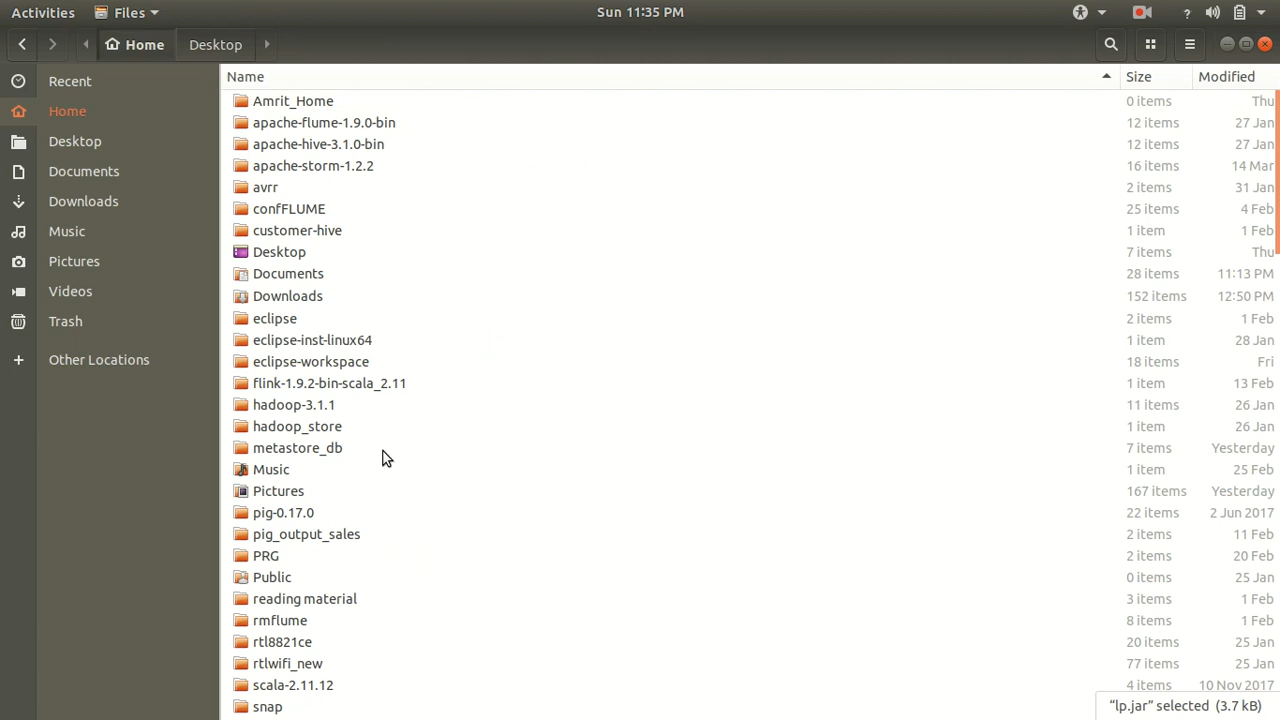 Activities Files Sun 11:35 PM ?
Home Desktop
Name Size Modified
Recent
Home
Desktop
Documents
Downloads
Music
Pictures
Videos
Trash
+ Other Locations
Amrit_Home 0 items Thu
apache-flume-1.9.0-bin 12 items 27 Jan
apache-hive-3.1.0-bin 12 items 27 Jan
apache-storm-1.2.2 16 items 14 Mar
avrr 2 items 31 Jan
confFLUME 25 items 4 Feb
customer-hive 1 item 1 Feb
Desktop 7 items Thu
Documents 28 items 11:13 PM
Downloads 152 items 12:50 PM
eclipse 2 items 1 Feb
eclipse-inst-linux64 1 item 28 Jan
eclipse-workspace 18 items Fri
flink-1.9.2-bin-scala_2.11 1 item 13 Feb
hadoop-3.1.1 11 items 26 Jan
hadoop_store 1 item 26 Jan
metastore_db 7 items Yesterday
Music 1 item 25 Feb
Pictures 167 items Yesterday
pig-0.17.0 22 items 2 Jun 2017
pig_output_sales 2 items 11 Feb
PRG 2 items 20 Feb
Public 0 items 25 Jan
reading material 3 items 1 Feb
rmflume 8 items 1 Feb
rtl8821ce 20 items 25 Jan
rtlwifi_new 77 items 25 Jan
scala-2.11.12 4 items 10 Nov 2017
snap
“lp.jar” selected (3.7 kB)